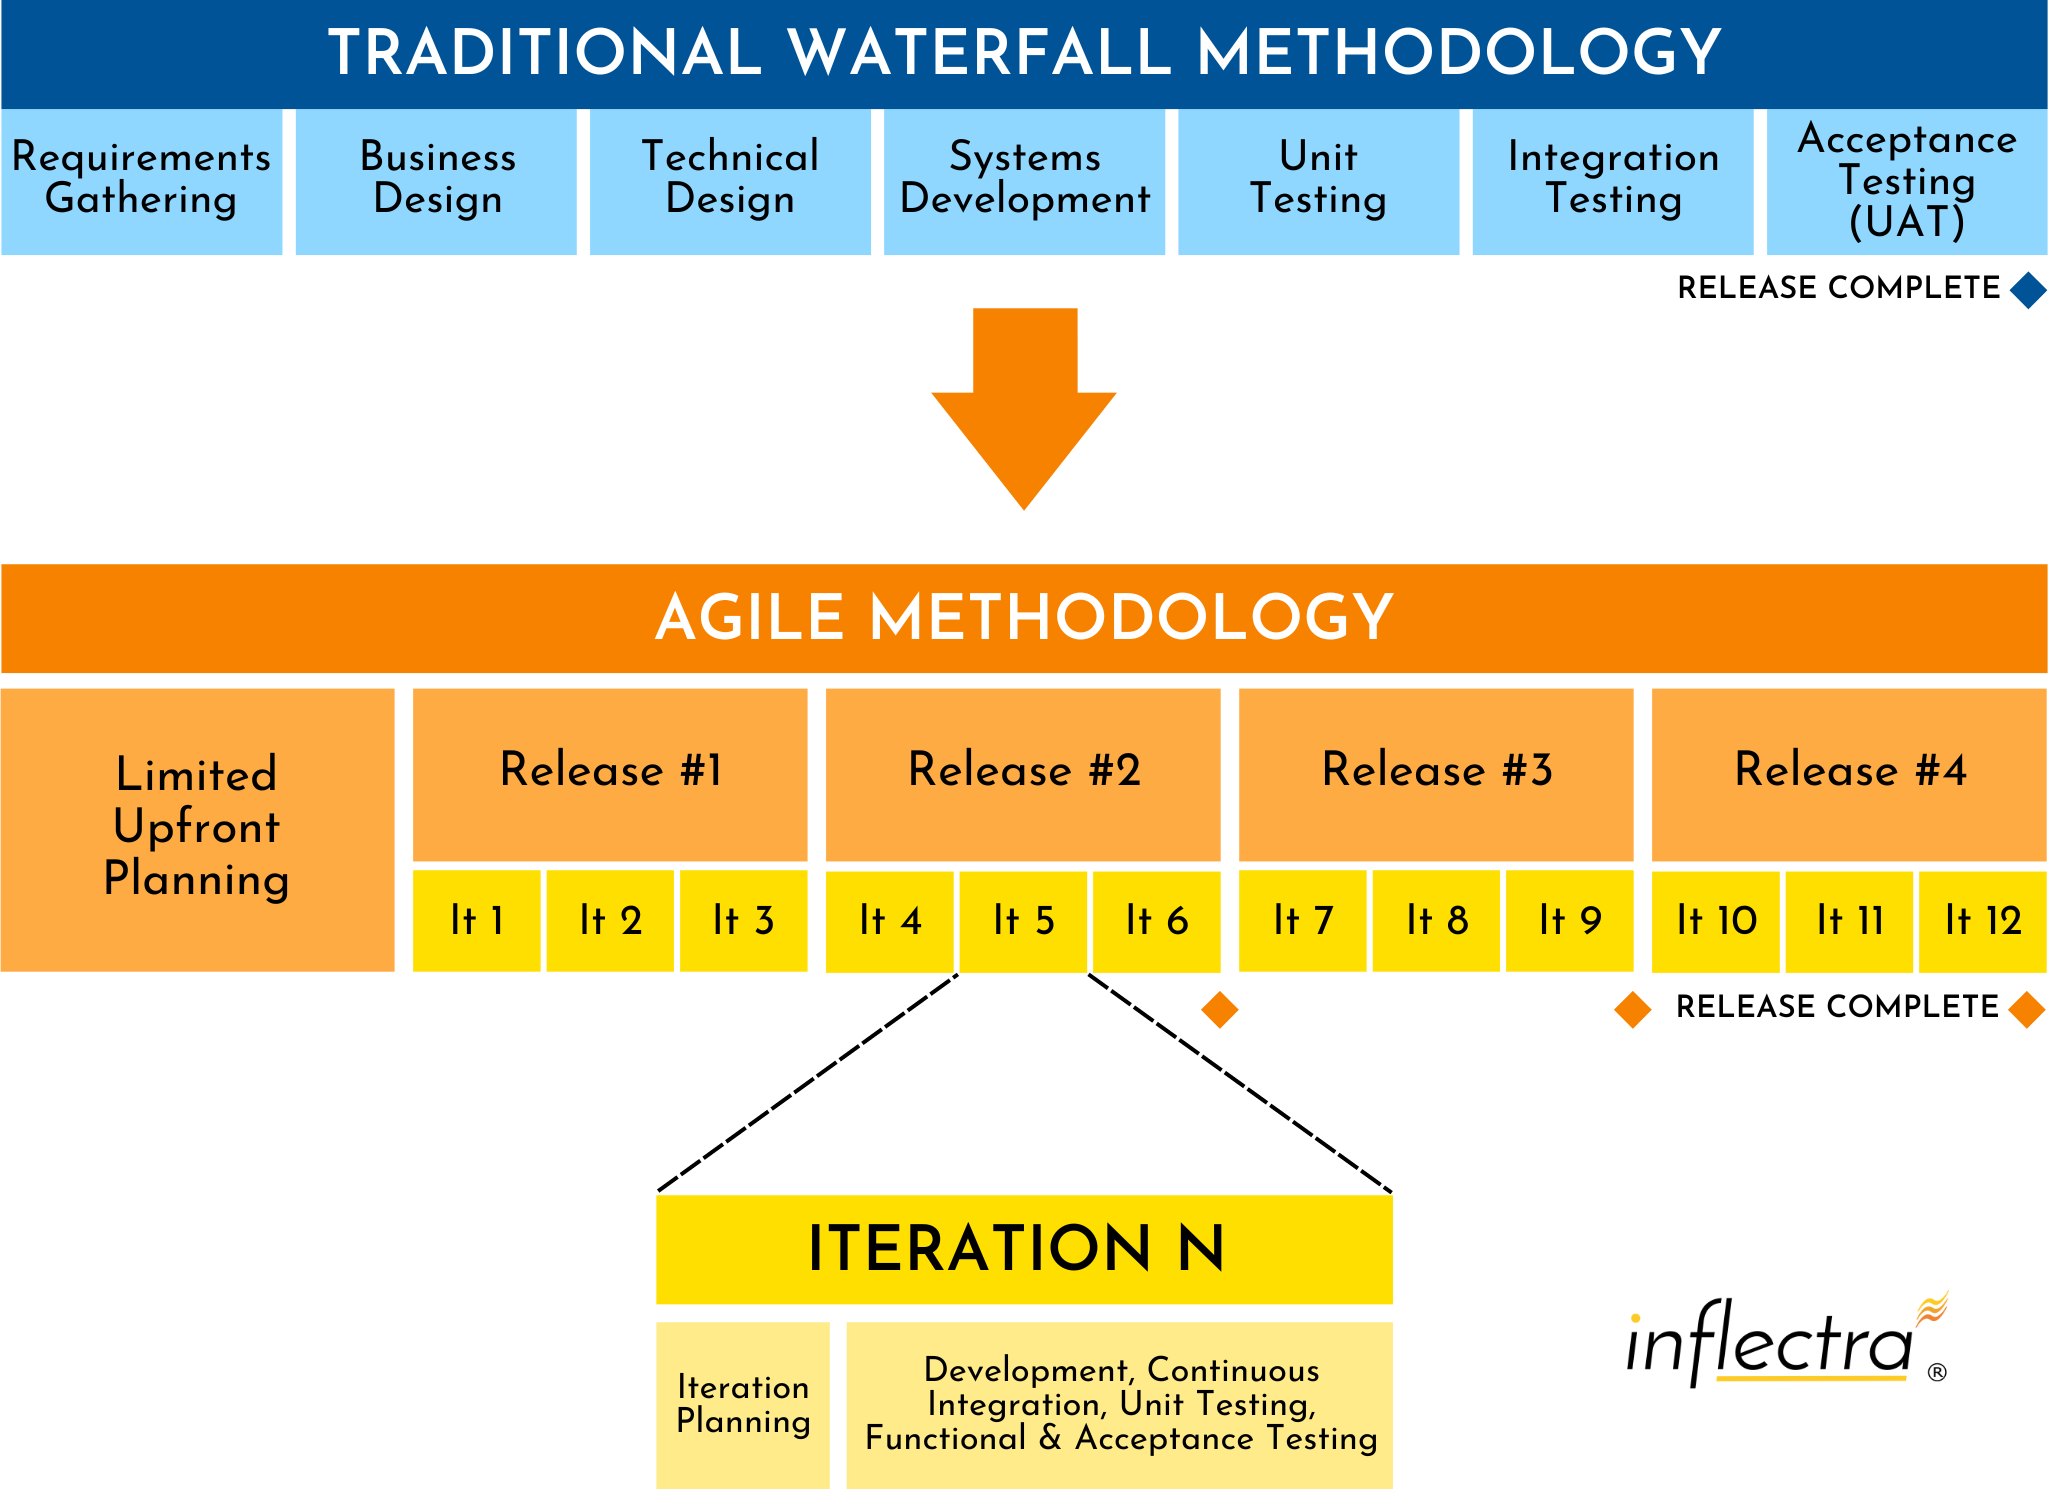 TRADITIONAL WATERFALL METHODOLOGY
Requirements
Gathering
Business
Design
Technical
Design
Systems
Development
Unit
Testing
Integration
Testing
Acceptance
Testing
(UAT)
RELEASE COMPLETE
AGILE METHODOLOGY
Limited
Upfront
Planning
Release #1
Release #2
Release #3
Release #4
It 1
It 2
It 3
It 4
It 5
It 6
It 7
It 8
It 9
It 10
It 11
It 12
RELEASE COMPLETE
ITERATION N
Iteration
Planning
Development, Continuous
Integration, Unit Testing,
Functional & Acceptance Testing
inflectra®